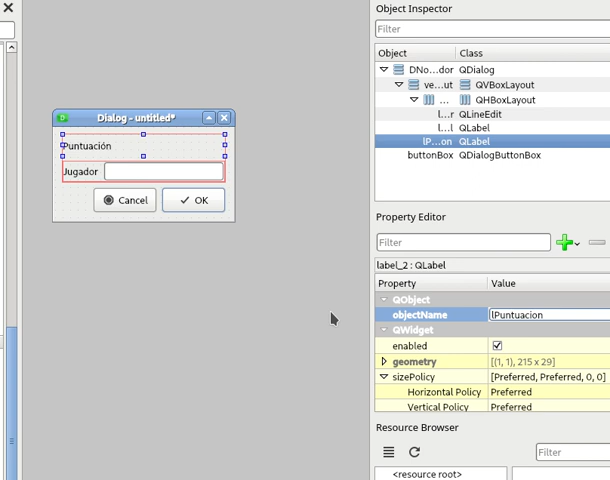 Object Inspector
Filter
Object Class
DNo...dor QDialog
ve...ut QVBoxLayout
... QHBoxLayout
l...r QLineEdit
l...l QLabel
lP...on QLabel
buttonBox QDialogButtonBox
Dialog - untitled*
Puntuación
Jugador
Cancel OK
Property Editor
Filter
label_2 : QLabel
Property Value
QObject
objectName lPuntuacion
QWidget
enabled
geometry [(1, 1), 215 x 29]
sizePolicy [Preferred, Preferred, 0, 0]
Horizontal Policy Preferred
Vertical Policy Preferred
Resource Browser
Filter
<resource root>